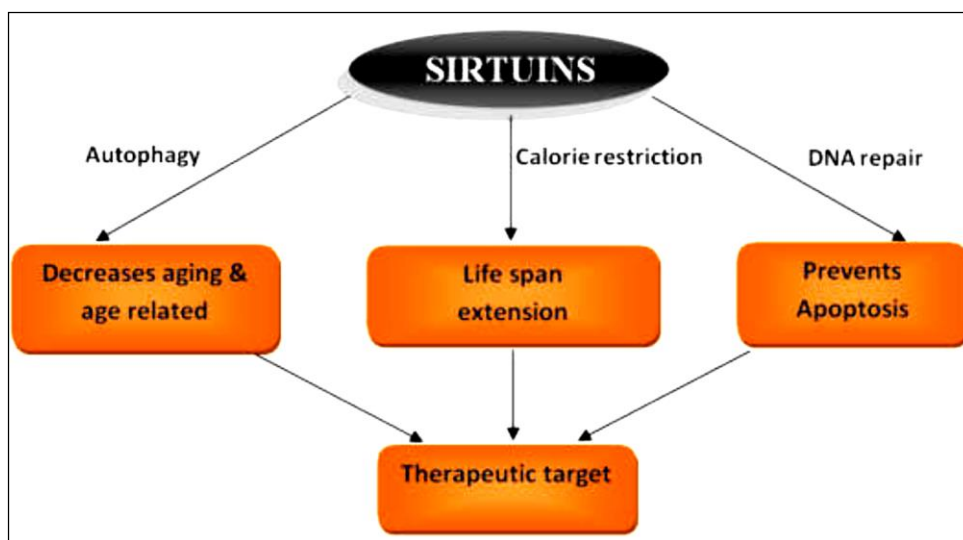 SIRTUINS
Autophagy
Calorie restriction
DNA repair
Decreases aging &
age related
Life span
extension
Prevents
Apoptosis
Therapeutic target